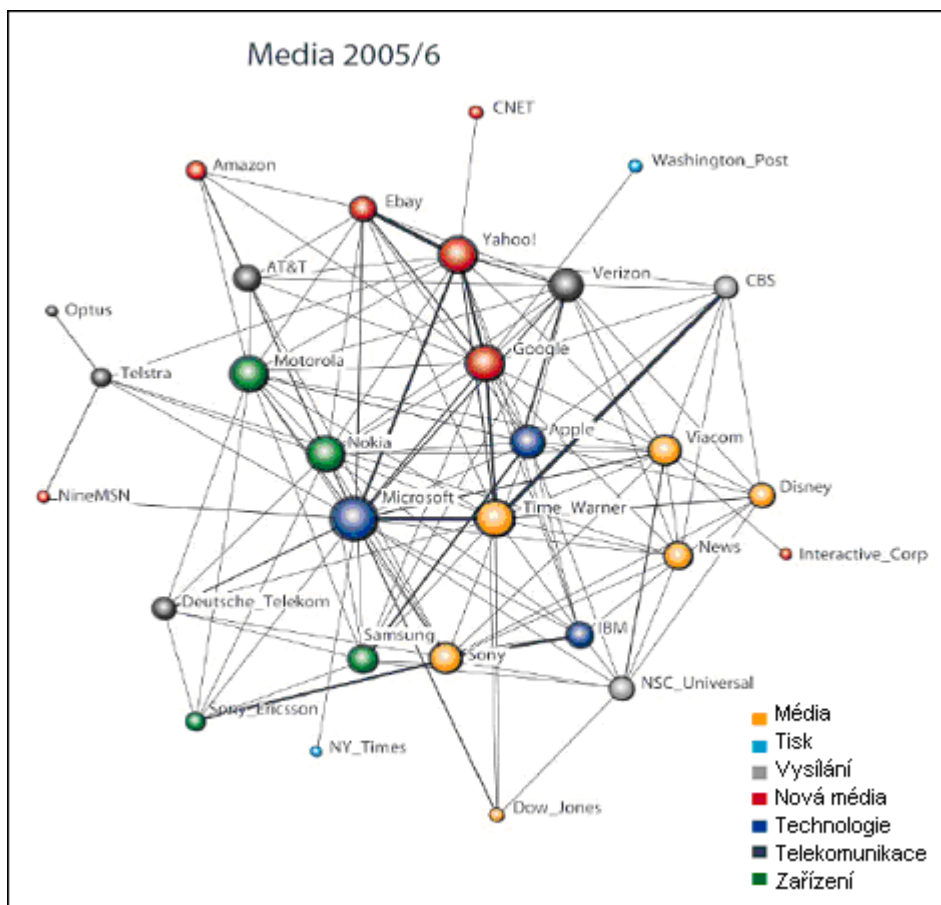 Media 2005/6
CNET
Washington_Post
Amazon
Ebay
Yahoo!
AT&T
Verizon
CBS
Optus
Google
Motorola
Telstra
Apple
Viacom
Nokia
Disney
Microsoft
NineMSN
Time_Warner
News
Interactive_Corp
Deutsche_Telekom
IBM
Samsung
Sony
NSC_Universal
Sony_Ericsson
NY_Times
Dow_Jones
Média
Tisk
Vysílání
Nová média
Technologie
Telekomunikace
Zařízení